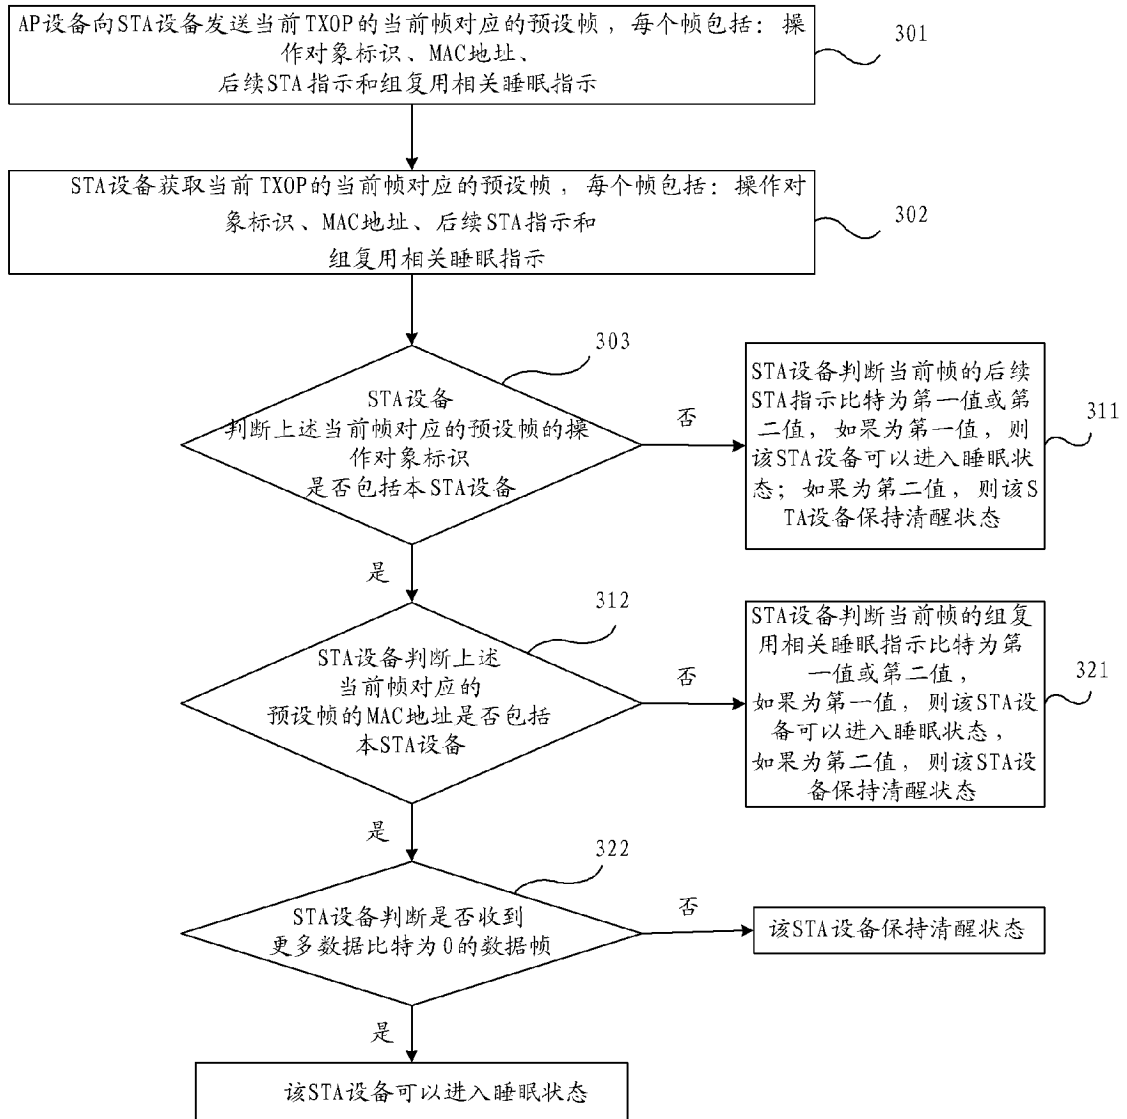 AP设备向STA设备发送当前TXOP的当前帧对应的预设帧，每个帧包括：操
作对象标识、MAC地址、
后续STA指示和组复用相关睡眠指示
301
STA设备获取当前TXOP的当前帧对应的预设帧，每个帧包括：操作对
象标识、MAC地址、后续STA指示和
组复用相关睡眠指示
302
303
STA设备
判断上述当前帧对应的预设帧的操
作对象标识
是否包括本STA设备
否
STA设备判断当前帧的后续
STA指示比特为第一值或第
二值，如果为第一值，则
该STA设备可以进入睡眠状
态；如果为第二值，则该S
TA设备保持清醒状态
311
是
312
STA设备判断上述
当前帧对应的
预设帧的MAC地址是否包括
本STA设备
否
STA设备判断当前帧的组复
用相关睡眠指示比特为第
一值或第二值，
如果为第一值，则该STA设
备可以进入睡眠状态，
如果为第二值，则该STA设
备保持清醒状态
321
是
322
STA设备判断是否收到
更多数据比特为0的数据帧
否
该STA设备保持清醒状态
是
该STA设备可以进入睡眠状态